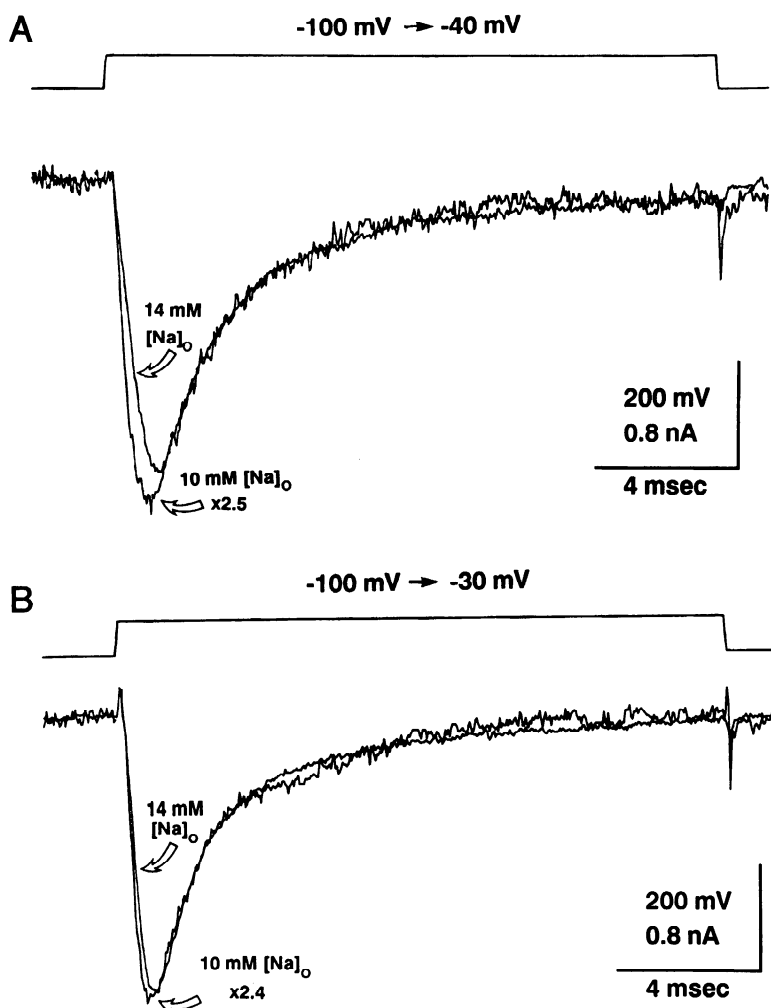 A
-100 mV → -40 mV
14 mM
[Na]o
10 mM [Na]o
x2.5
200 mV
0.8 nA
4 msec
B
-100 mV → -30 mV
14 mM
[Na]o
10 mM [Na]o
x2.4
200 mV
0.8 nA
4 msec